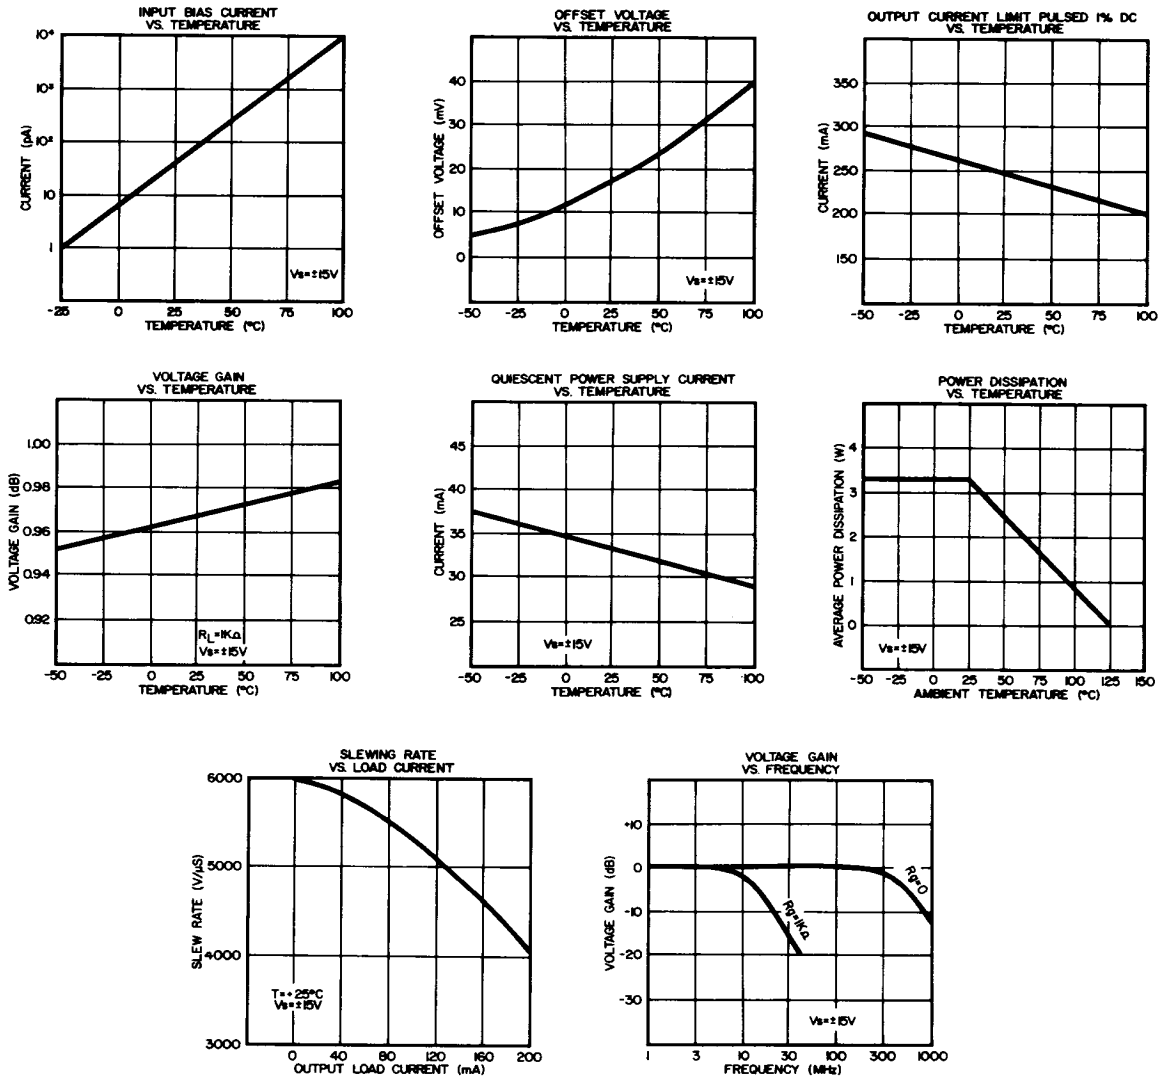 INPUT BIAS CURRENT
VS. TEMPERATURE
CURRENT (pA)
10⁴
10³
10²
10
1
Vs=±15V
-25 0 25 50 75 100
TEMPERATURE (°C)
OFFSET VOLTAGE
VS. TEMPERATURE
OFFSET VOLTAGE (mV)
40
30
20
10
0
Vs=±15V
-50 -25 0 25 50 75 100
TEMPERATURE (°C)
OUTPUT CURRENT LIMIT PULSED 1% DC
VS. TEMPERATURE
CURRENT (mA)
350
300
250
200
150
-50 -25 0 25 50 75 100
TEMPERATURE (°C)
VOLTAGE GAIN
VS. TEMPERATURE
VOLTAGE GAIN (dB)
1.00
0.98
0.96
0.94
0.92
RL=1KΩ
Vs=±15V
-50 -25 0 25 50 75 100
TEMPERATURE (°C)
QUIESCENT POWER SUPPLY CURRENT
VS. TEMPERATURE
CURRENT (mA)
45
40
35
30
25
Vs=±15V
-50 -25 0 25 50 75 100
TEMPERATURE (°C)
POWER DISSIPATION
VS. TEMPERATURE
AVERAGE POWER DISSIPATION (W)
4
3
2
1
0
Vs=±15V
-50 -25 0 25 50 75 100 125 150
AMBIENT TEMPERATURE (°C)
SLEWING RATE
VS. LOAD CURRENT
SLEW RATE (V/µS)
6000
5000
4000
3000
T=+25°C
Vs=±15V
0 40 80 120 160 200
OUTPUT LOAD CURRENT (mA)
VOLTAGE GAIN
VS. FREQUENCY
VOLTAGE GAIN (dB)
+10
0
-10
-20
-30
Rg=1KΩ
Rg=0
Vs=±15V
1 3 10 30 100 300 1000
FREQUENCY (MHz)